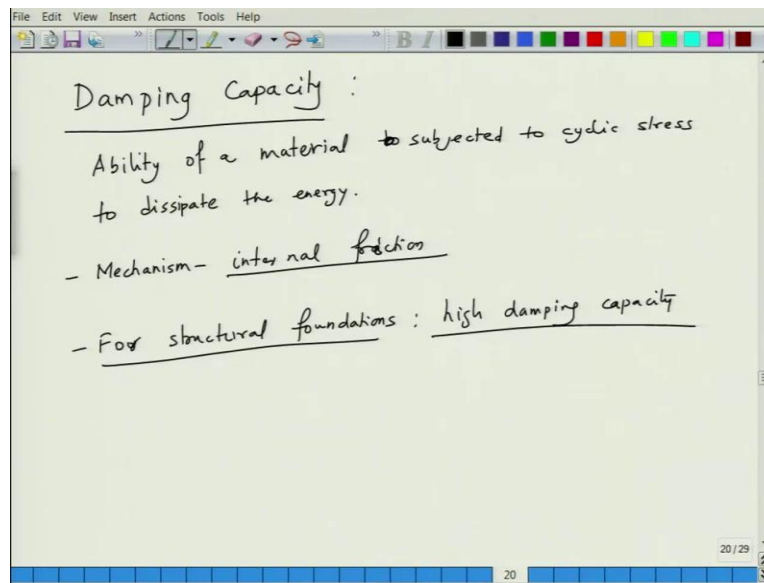 File Edit View Insert Actions Tools Help
B I
Damping Capacity :
Ability of a material subjected to cyclic stress
to dissipate the energy.
- Mechanism - internal friction
- For structural foundations : high damping capacity
20/29
20